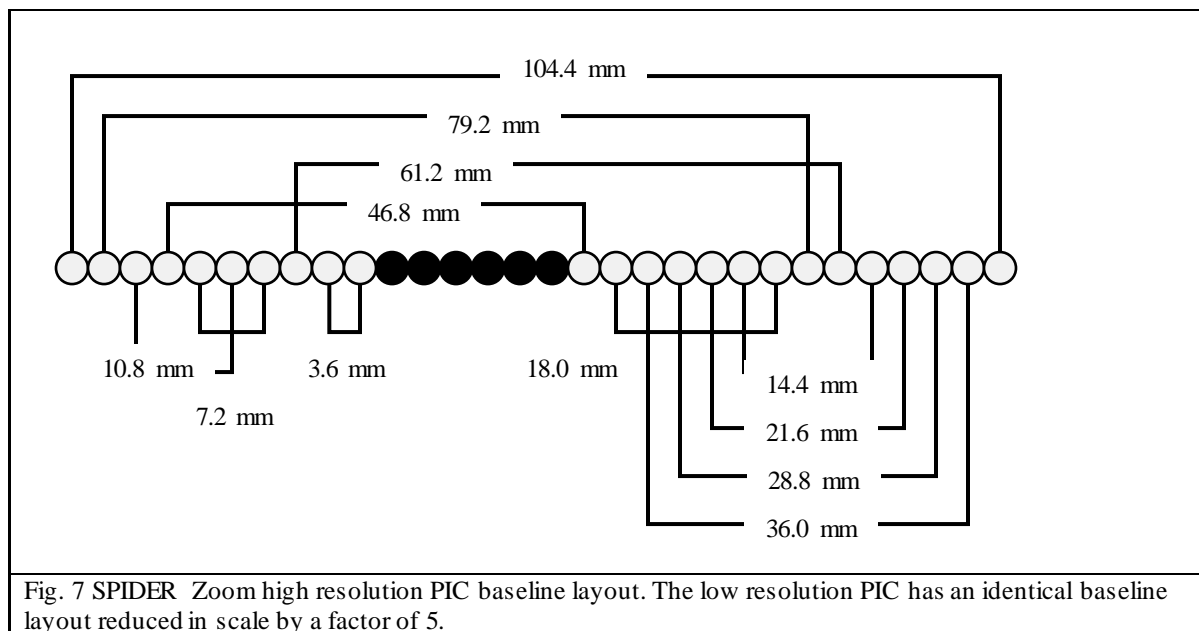 104.4 mm
79.2 mm
61.2 mm
46.8 mm
10.8 mm
3.6 mm
18.0 mm
14.4 mm
7.2 mm
21.6 mm
28.8 mm
36.0 mm
Fig. 7 SPIDER Zoom high resolution PIC baseline layout. The low resolution PIC has an identical baseline
layout reduced in scale by a factor of 5.